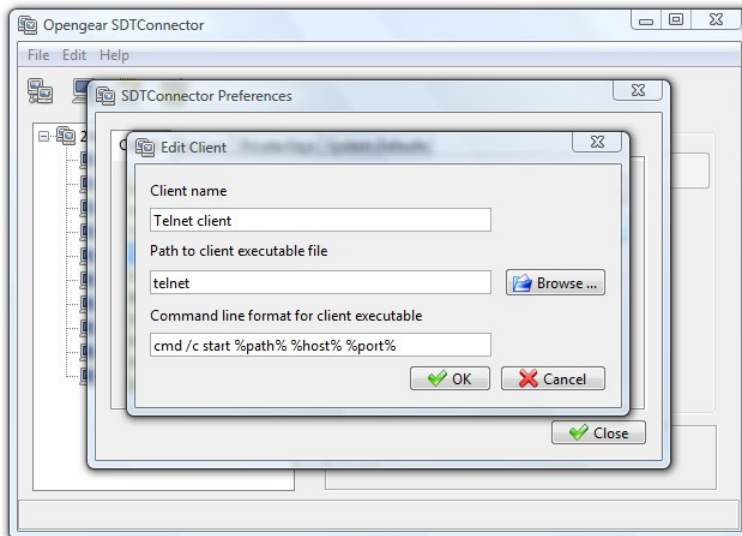 Opengear SDTConnector
File Edit Help
SDTConnector Preferences
2
Edit Client
Client name
Telnet client
Path to client executable file
telnet
Browse ...
Command line format for client executable
cmd /c start %path% %host% %port%
OK
Cancel
Close